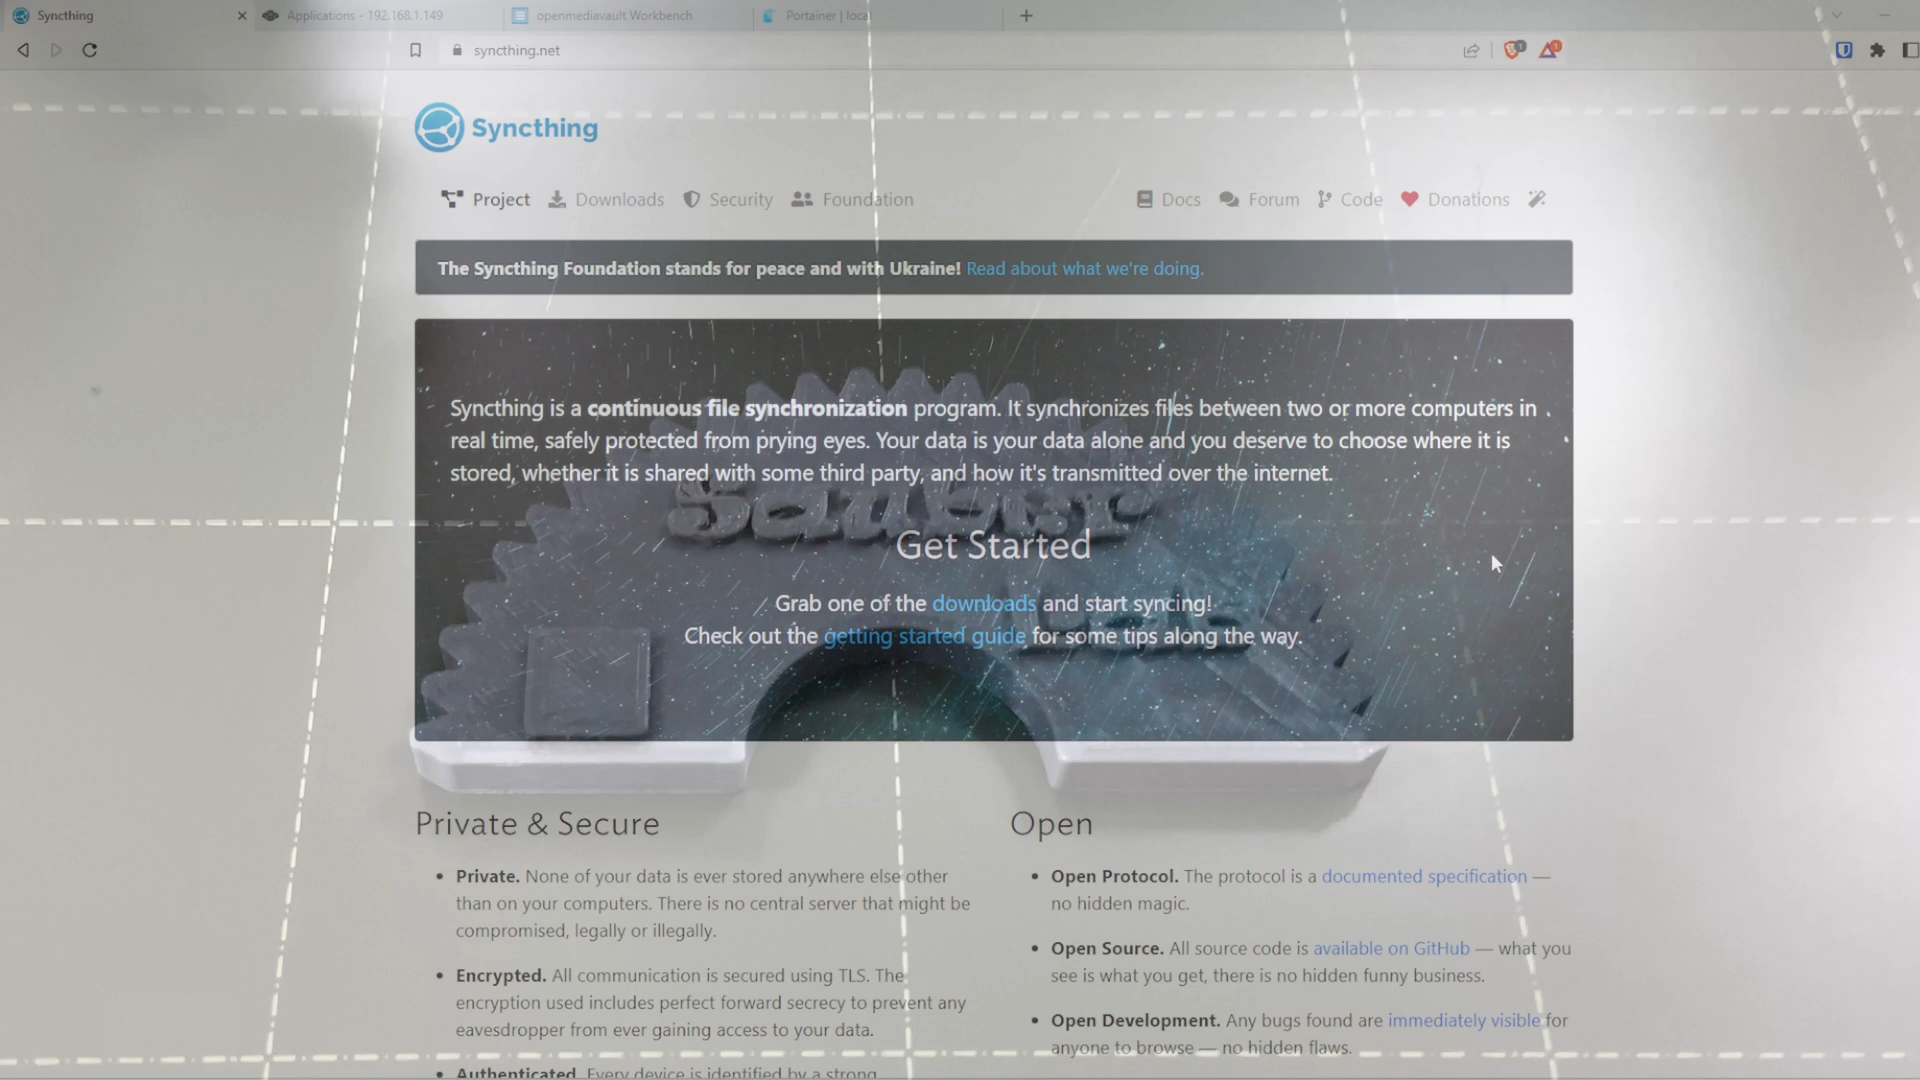 Syncthing
Applications - 192.168.1.149
openmediavault Workbench
Portainer | local
syncthing.net
1
1
Syncthing
Project Downloads Security Foundation Docs Forum Code Donations
The Syncthing Foundation stands for peace and with Ukraine! Read about what we're doing.
Syncthing is a continuous file synchronization program. It synchronizes files between two or more computers in
real time, safely protected from prying eyes. Your data is your data alone and you deserve to choose where it is
stored, whether it is shared with some third party, and how it's transmitted over the internet.
Get Started
Grab one of the downloads and start syncing!
Check out the getting started guide for some tips along the way.
Private & Secure
Private. None of your data is ever stored anywhere else other
than on your computers. There is no central server that might be
compromised, legally or illegally.
Encrypted. All communication is secured using TLS. The
encryption used includes perfect forward secrecy to prevent any
eavesdropper from ever gaining access to your data.
Authenticated. Every device is identified by a strong
Open
Open Protocol. The protocol is a documented specification —
no hidden magic.
Open Source. All source code is available on GitHub — what you
see is what you get, there is no hidden funny business.
Open Development. Any bugs found are immediately visible for
anyone to browse — no hidden flaws.